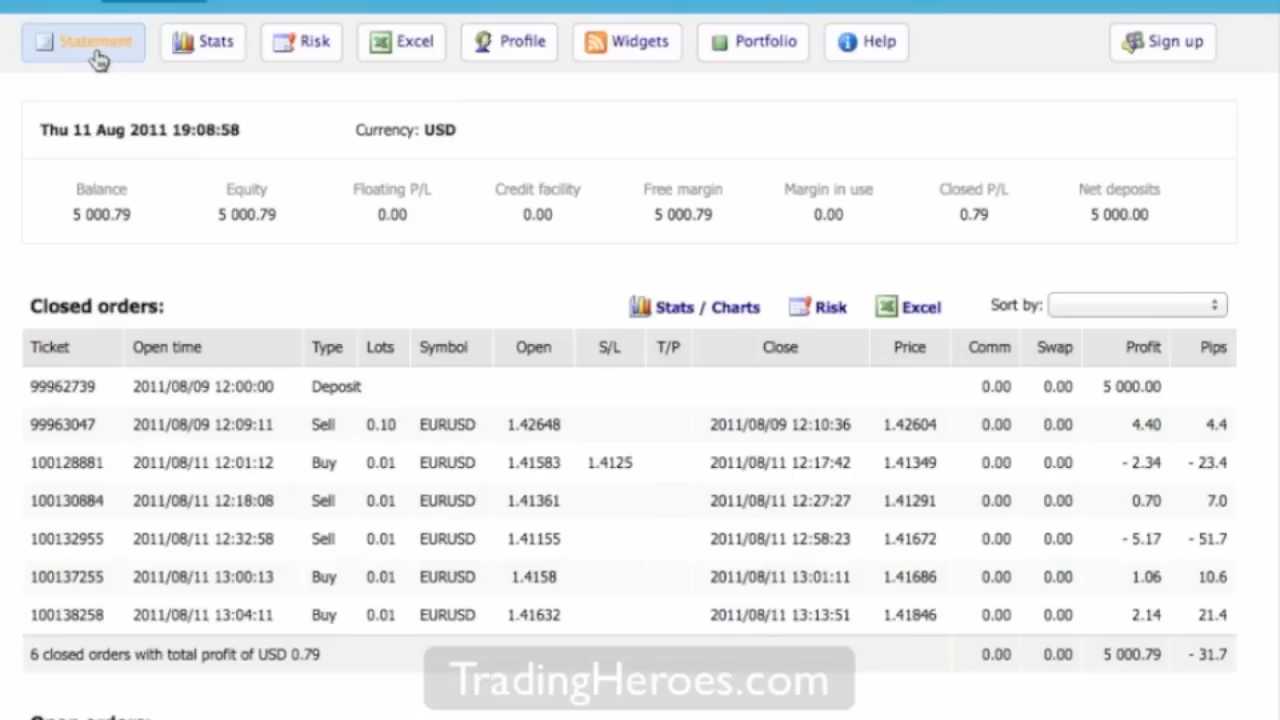 Statement Stats Risk Excel Profile Widgets Portfolio Help Sign up
Thu 11 Aug 2011 19:08:58 Currency: USD
Balance Equity Floating P/L Credit facility Free margin Margin in use Closed P/L Net deposits
5 000.79 5 000.79 0.00 0.00 5 000.79 0.00 0.79 5 000.00
Closed orders: Stats / Charts Risk Excel Sort by:
Ticket Open time Type Lots Symbol Open S/L T/P Close Price Comm Swap Profit Pips
99962739 2011/08/09 12:00:00 Deposit 0.00 0.00 5 000.00
99963047 2011/08/09 12:09:11 Sell 0.10 EURUSD 1.42648 2011/08/09 12:10:36 1.42604 0.00 0.00 4.40 4.4
100128881 2011/08/11 12:01:12 Buy 0.01 EURUSD 1.41583 1.4125 2011/08/11 12:17:42 1.41349 0.00 0.00 - 2.34 - 23.4
100130884 2011/08/11 12:18:08 Sell 0.01 EURUSD 1.41361 2011/08/11 12:27:27 1.41291 0.00 0.00 0.70 7.0
100132955 2011/08/11 12:32:58 Sell 0.01 EURUSD 1.41155 2011/08/11 12:58:23 1.41672 0.00 0.00 - 5.17 - 51.7
100137255 2011/08/11 13:00:13 Buy 0.01 EURUSD 1.4158 2011/08/11 13:01:11 1.41686 0.00 0.00 1.06 10.6
100138258 2011/08/11 13:04:11 Buy 0.01 EURUSD 1.41632 2011/08/11 13:13:51 1.41846 0.00 0.00 2.14 21.4
6 closed orders with total profit of USD 0.79 0.00 0.00 5 000.79 - 31.7
TradingHeroes.com